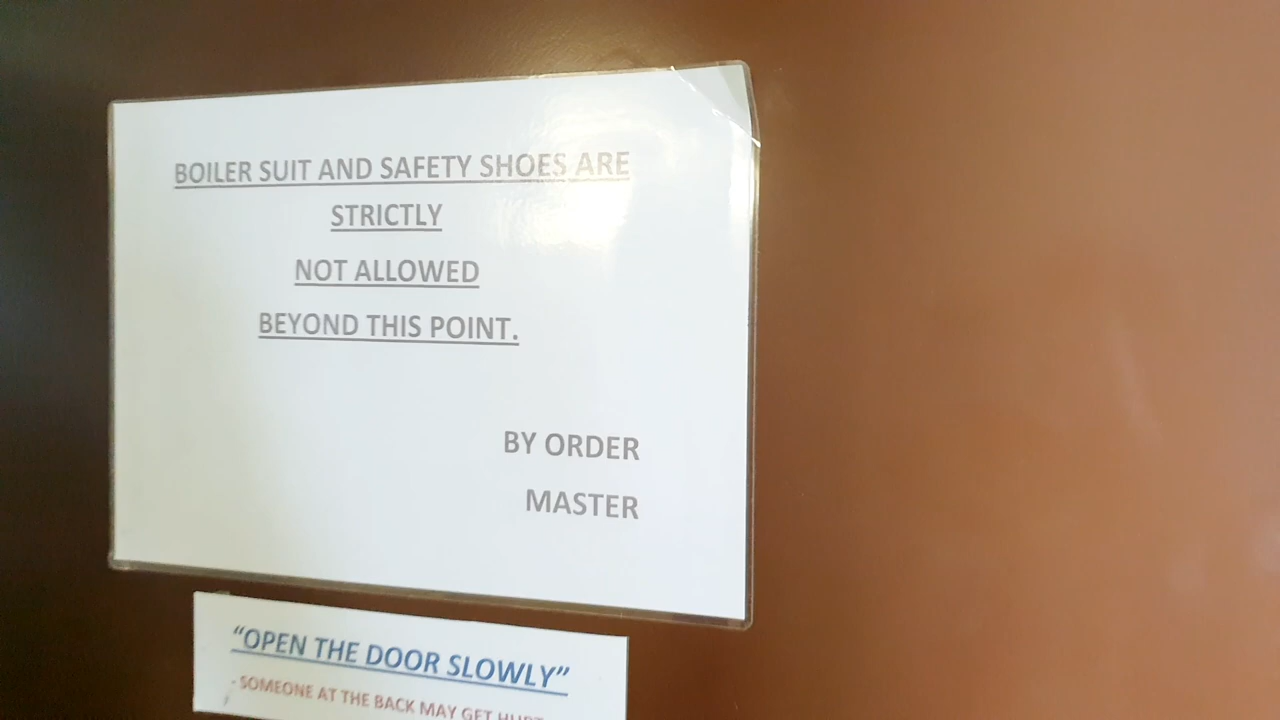 BOILER SUIT AND SAFETY SHOES ARE
STRICTLY
NOT ALLOWED
BEYOND THIS POINT.
BY ORDER
MASTER
“OPEN THE DOOR SLOWLY”
- SOMEONE AT THE BACK MAY GET HURT